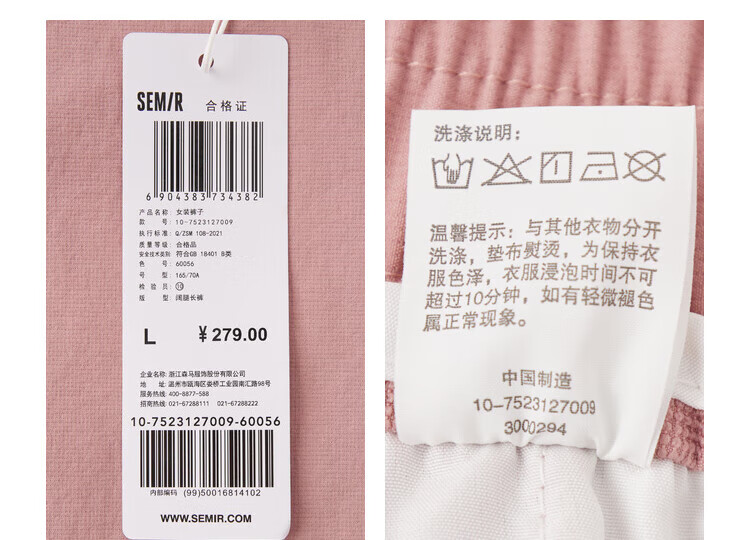 SEMIR 合格证
6 904383 734382
产品名称: 女装裤子
款 号: 10-7523127009
执行标准: Q/ZSM 108-2021
质量等级: 合格品
安全技术类别: 符合GB 18401 B类
色 号: 60056
号 型: 165/70A
检 验 员: ⑩
版 型: 阔腿长裤
L ¥279.00
企业名称: 浙江森马服饰股份有限公司
地 址: 温州市瓯海区娄桥工业园南汇路98号
服务热线: 400-8877-588
招商热线: 021-67288111 021-67288222
10-7523127009-60056
内部编码 (99)50016814102
WWW.SEMIR.COM
洗涤说明:
温馨提示: 与其他衣物分开
洗涤, 垫布熨烫, 为保持衣
服色泽, 衣服浸泡时间不可
超过10分钟, 如有轻微褪色
属正常现象。
中国制造
10-7523127009
3000294